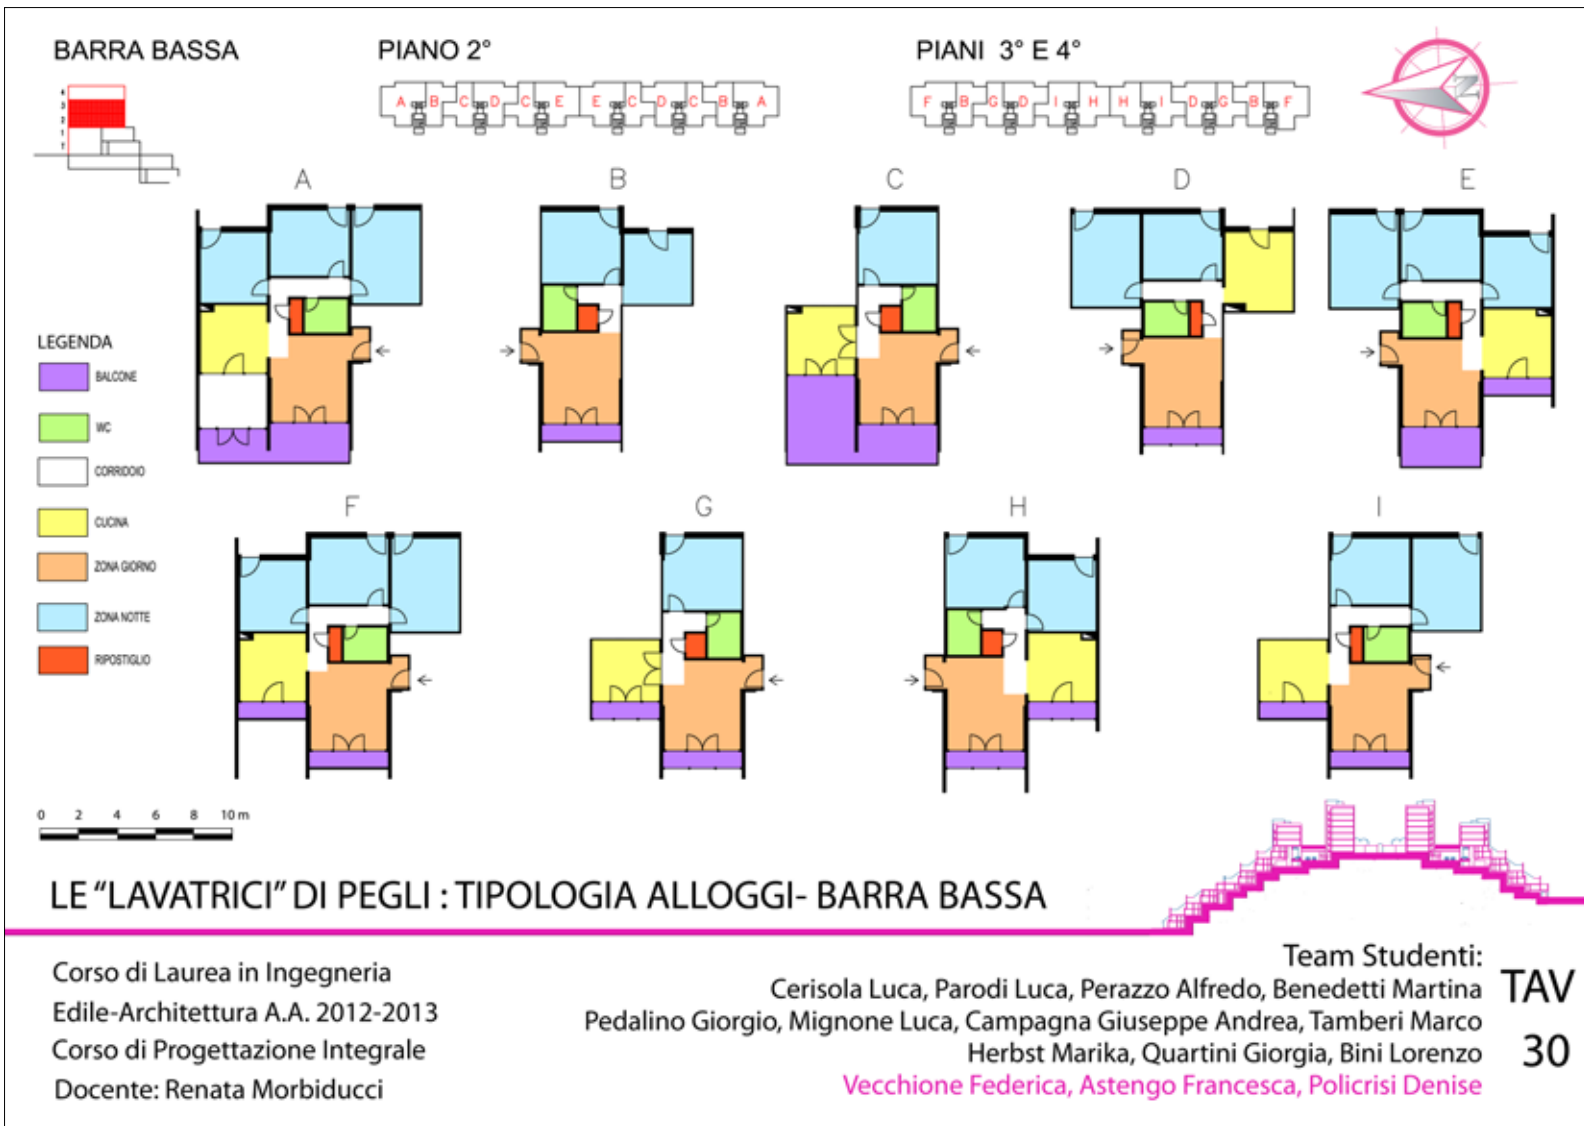 BARRA BASSA
PIANO 2°
PIANI 3° E 4°
4
3
2
1
T
A B C D C E E C D C B A
F B G D I H H I D G B F
N
A
B
C
D
E
LEGENDA
BALCONE
WC
CORRIDOIO
CUCINA
ZONA GIORNO
ZONA NOTTE
RIPOSTIGLIO
F
G
H
I
0 2 4 6 8 10 m
LE “LAVATRICI” DI PEGLI : TIPOLOGIA ALLOGGI- BARRA BASSA
Corso di Laurea in Ingegneria
Edile-Architettura A.A. 2012-2013
Corso di Progettazione Integrale
Docente: Renata Morbiducci
Team Studenti:
Cerisola Luca, Parodi Luca, Perazzo Alfredo, Benedetti Martina
Pedalino Giorgio, Mignone Luca, Campagna Giuseppe Andrea, Tamberi Marco
Herbst Marika, Quartini Giorgia, Bini Lorenzo
Vecchione Federica, Astengo Francesca, Policrisi Denise
TAV
30